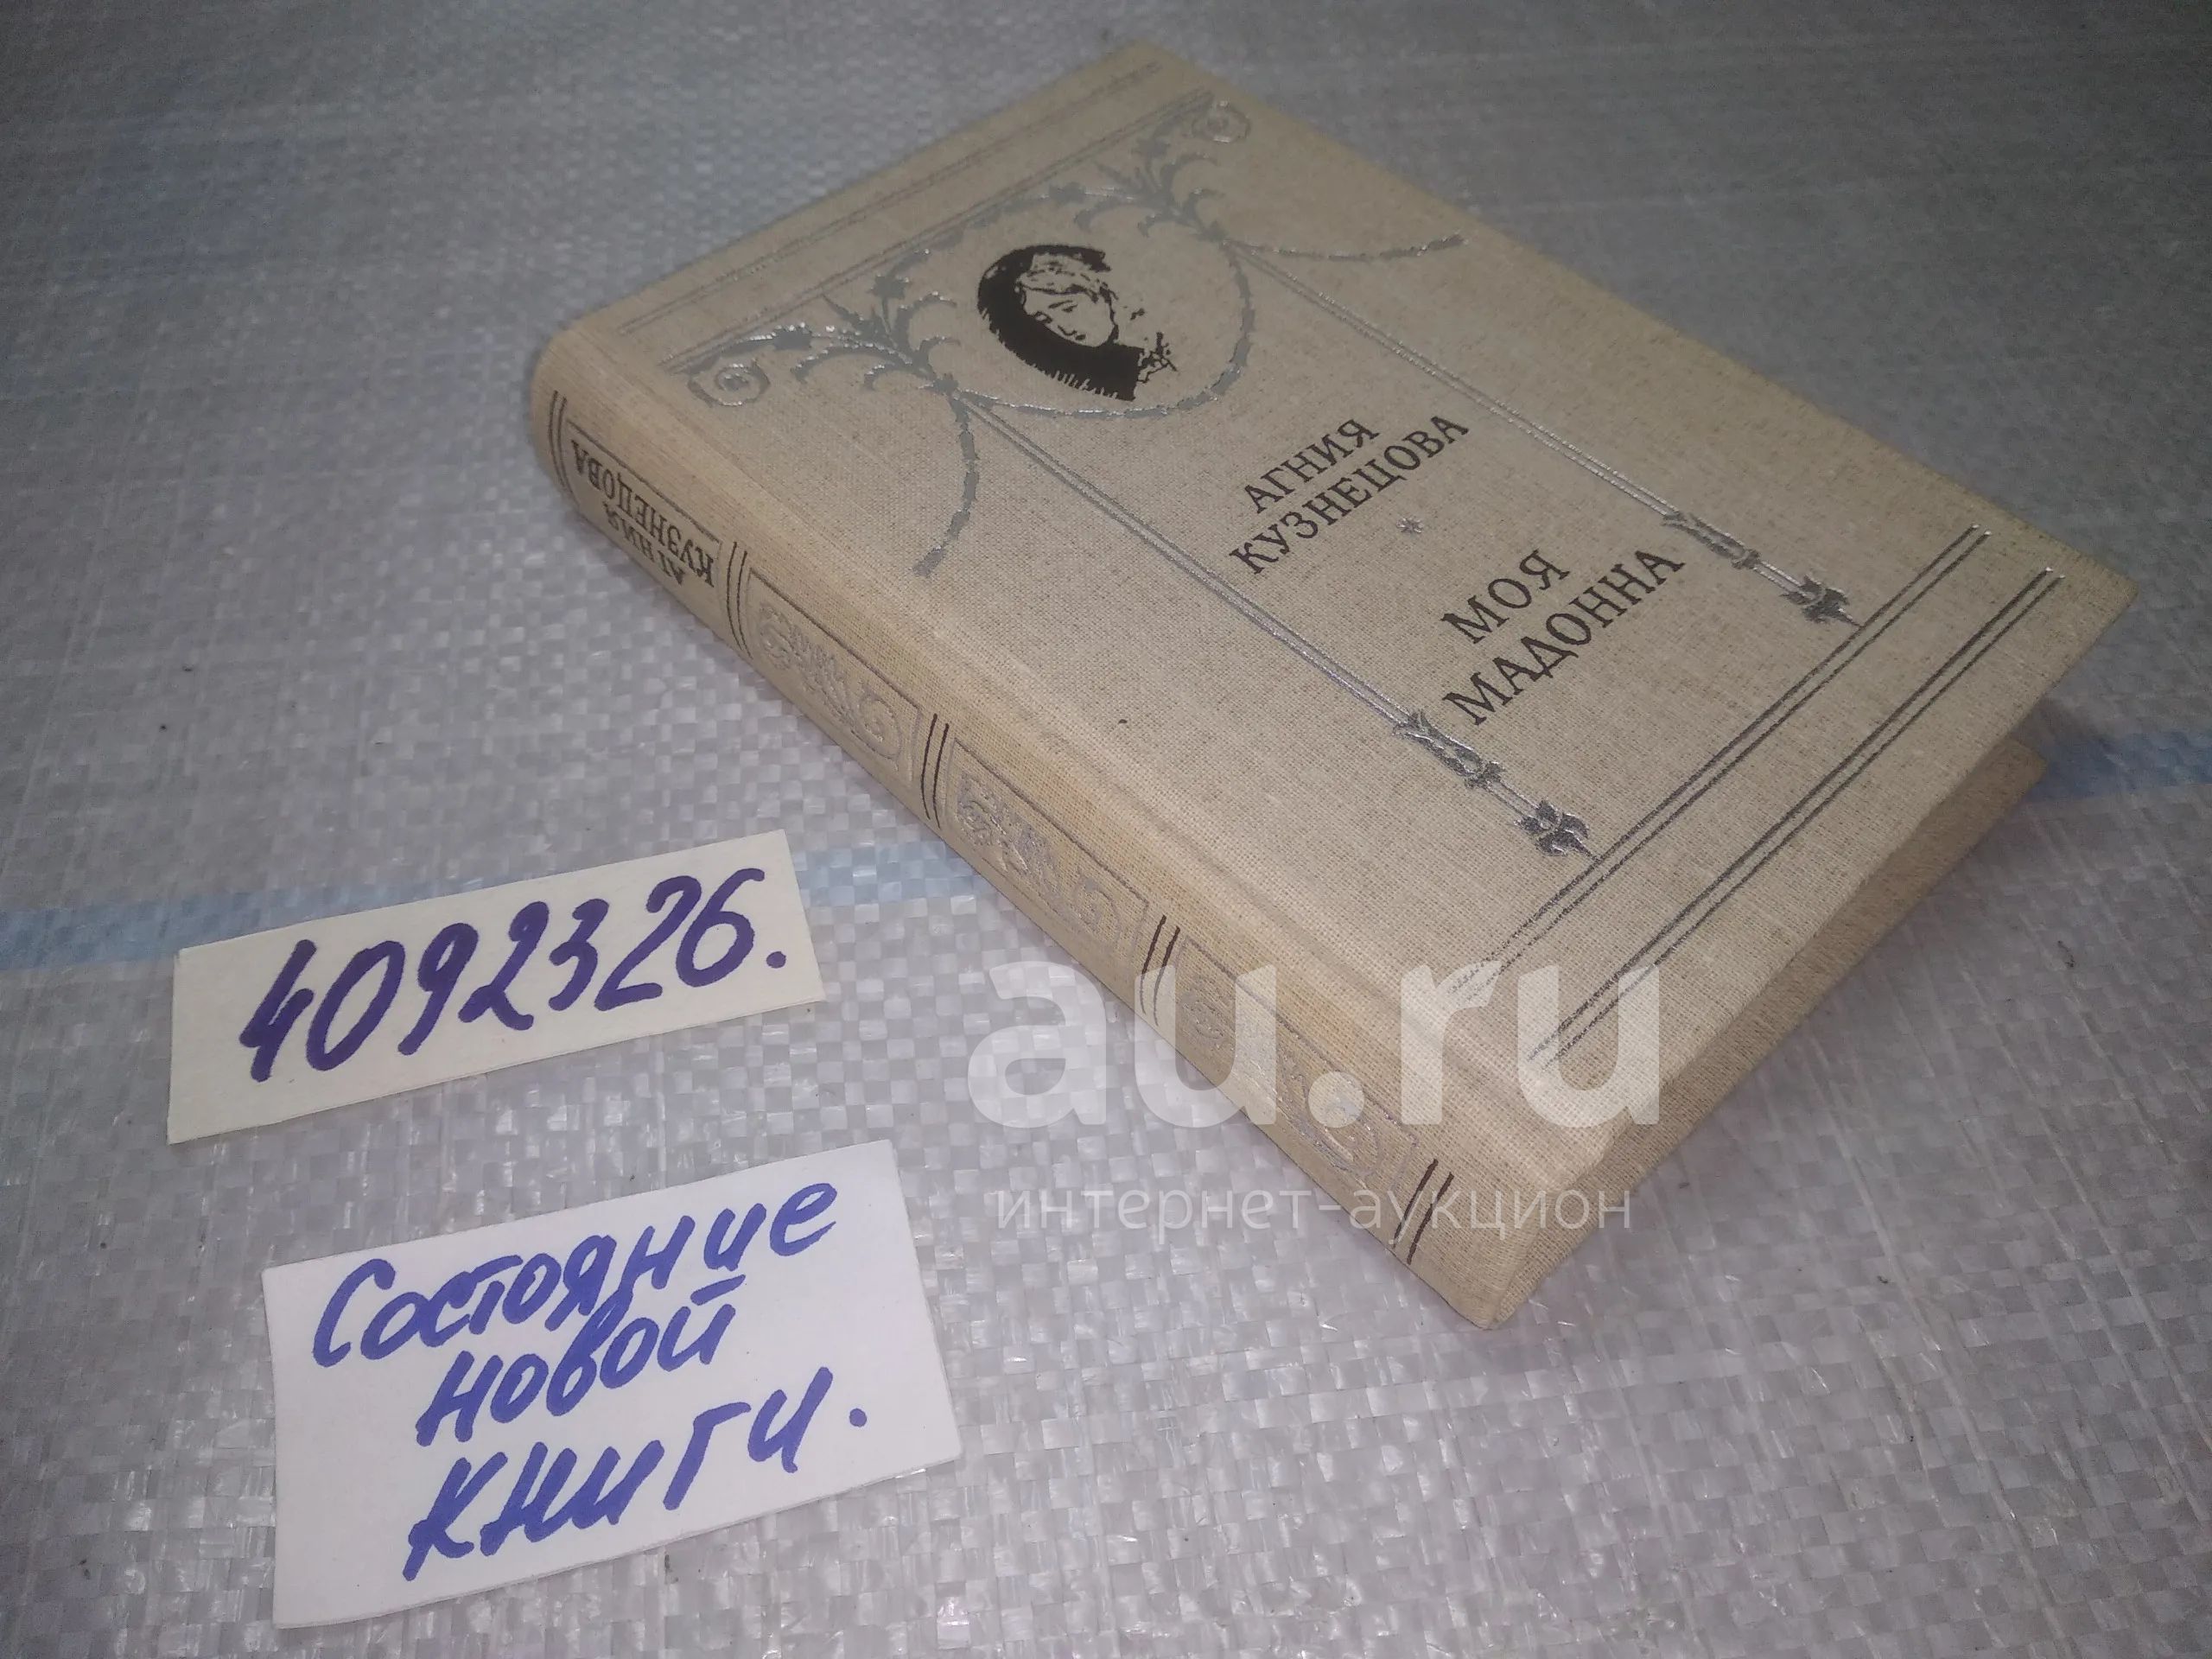 АГНИЯ
КУЗНЕЦОВА
МОЯ
МАДОННА
АГНИЯ
КУЗНЕЦОВА
4092326.
Состояние
новой
книги.
au.ru
интернет-аукцион